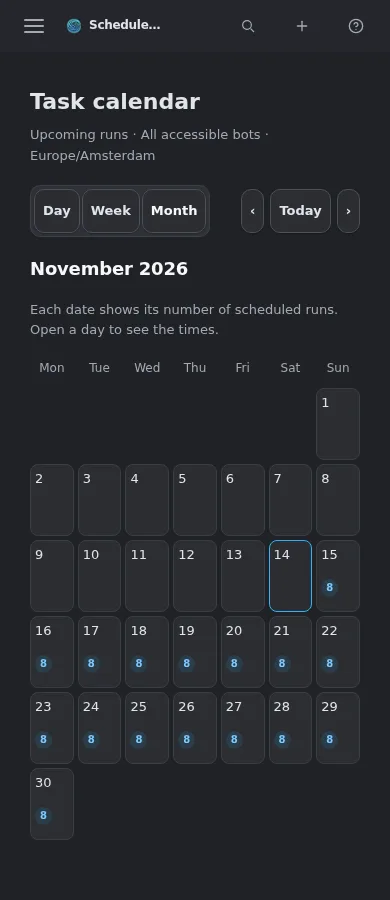 Schedule...
Task calendar
Upcoming runs · All accessible bots ·
Europe/Amsterdam
Day Week Month ‹ Today ›
November 2026
Each date shows its number of scheduled runs.
Open a day to see the times.
Mon Tue Wed Thu Fri Sat Sun
1
2 3 4 5 6 7 8
9 10 11 12 13 14 15
8
16 17 18 19 20 21 22
8 8 8 8 8 8 8
23 24 25 26 27 28 29
8 8 8 8 8 8 8
30
8